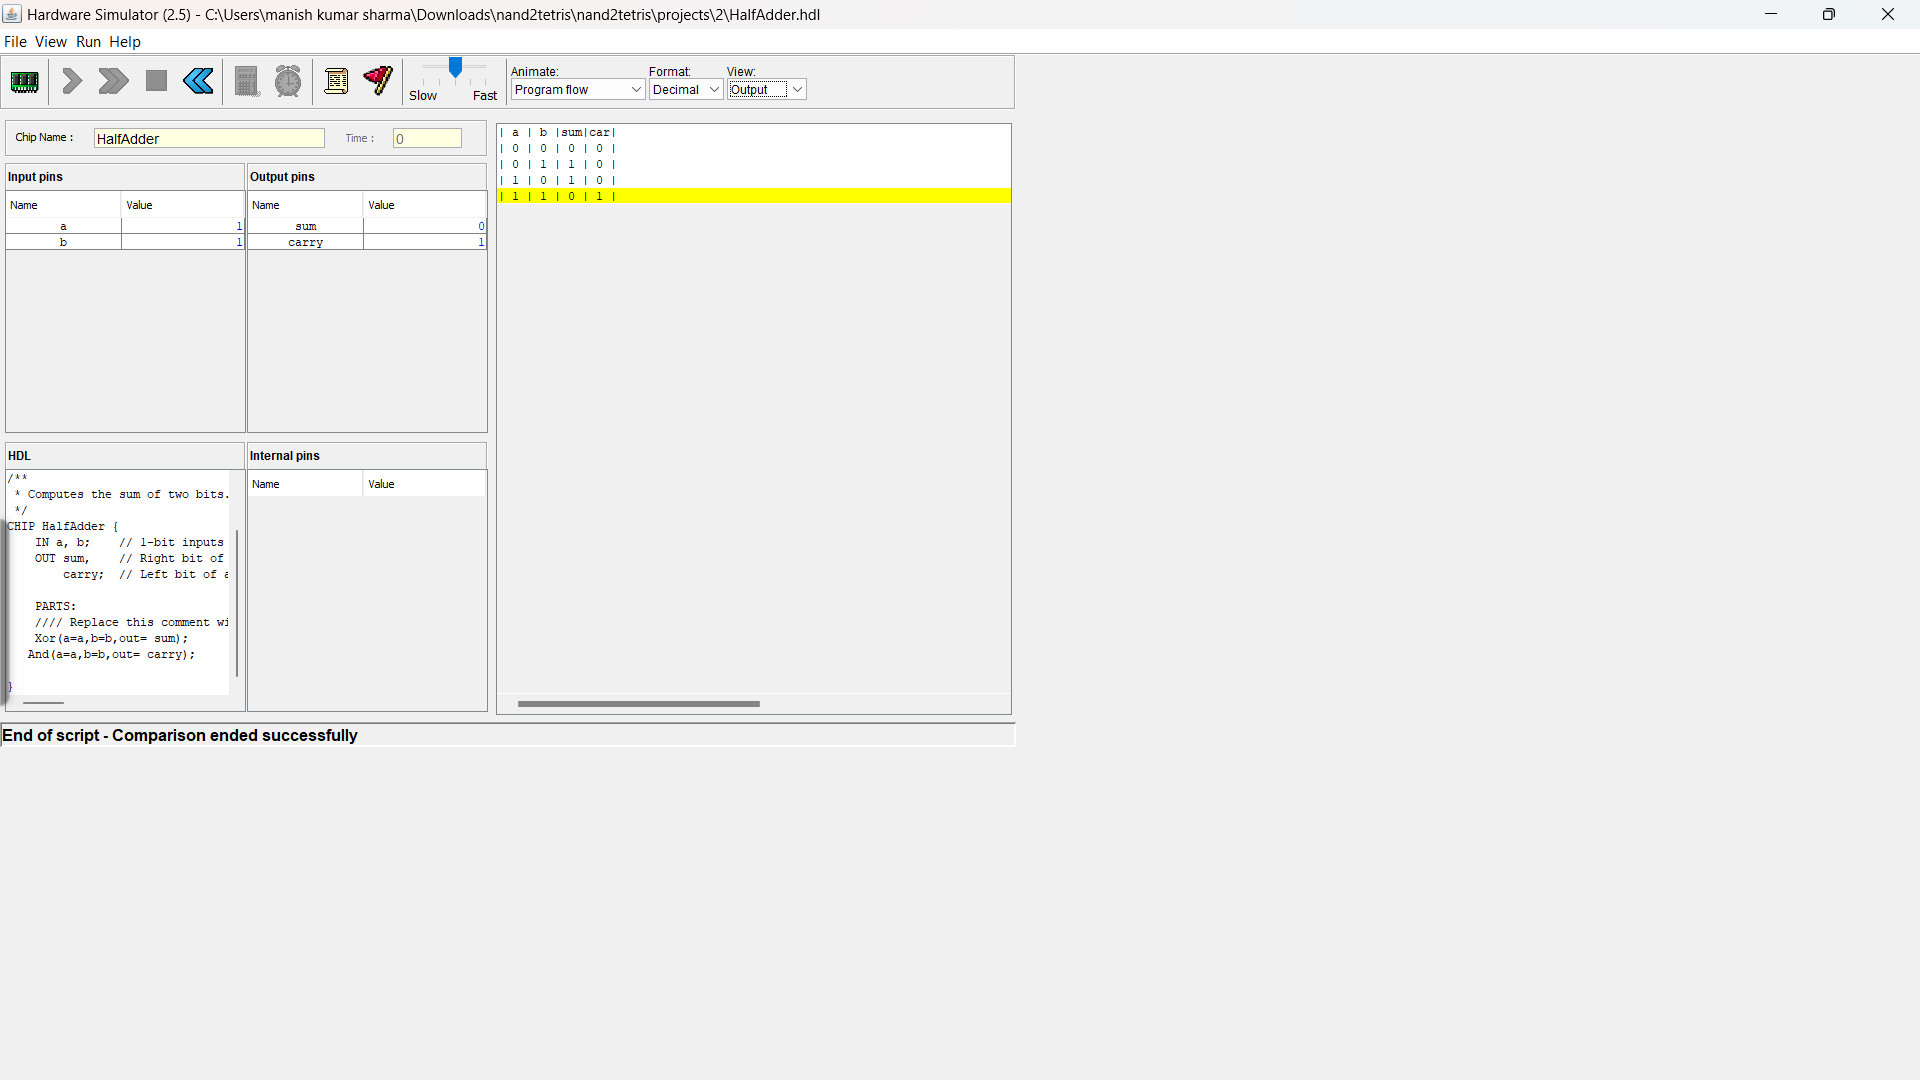 Hardware Simulator (2.5) - C:\Users\manish kumar sharma\Downloads\nand2tetris\nand2tetris\projects\2\HalfAdder.hdl
File View Run Help
Slow Fast
Animate: Format: View:
Program flow Decimal Output
Chip Name : HalfAdder Time : 0
Input pins
Name Value
a 1
b 1
Output pins
Name Value
sum 0
carry 1
| a | b |sum|car|
| 0 | 0 | 0 | 0 |
| 0 | 1 | 1 | 0 |
| 1 | 0 | 1 | 0 |
| 1 | 1 | 0 | 1 |
HDL
/**
* Computes the sum of two bits.
*/
CHIP HalfAdder {
IN a, b; // 1-bit inputs
OUT sum, // Right bit of
carry; // Left bit of a
PARTS:
//// Replace this comment wi
Xor(a=a,b=b,out= sum);
And(a=a,b=b,out= carry);
}
Internal pins
Name Value
End of script - Comparison ended successfully